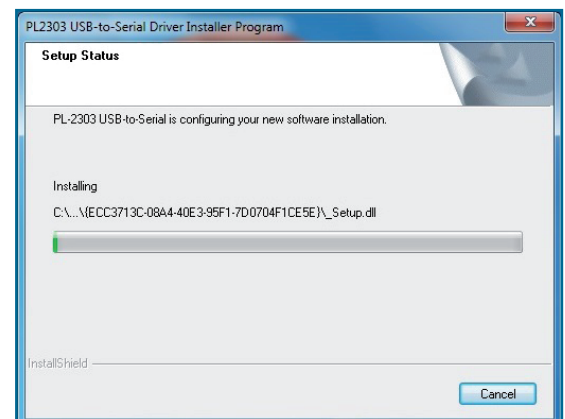 PL2303 USB-to-Serial Driver Installer Program
Setup Status
PL-2303 USB-to-Serial is configuring your new software installation.
Installing
C:\...\{ECC3713C-08A4-40E3-95F1-7D0704F1CE5E}\_Setup.dll
InstallShield
Cancel